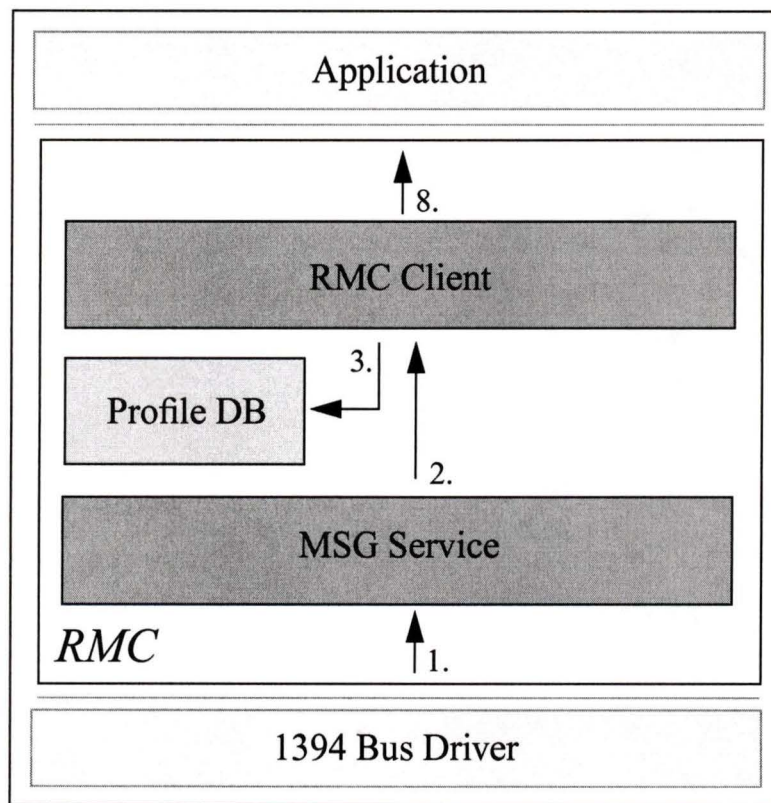 Application
8.
RMC Client
3.
Profile DB
2.
MSG Service
RMC
1.
1394 Bus Driver